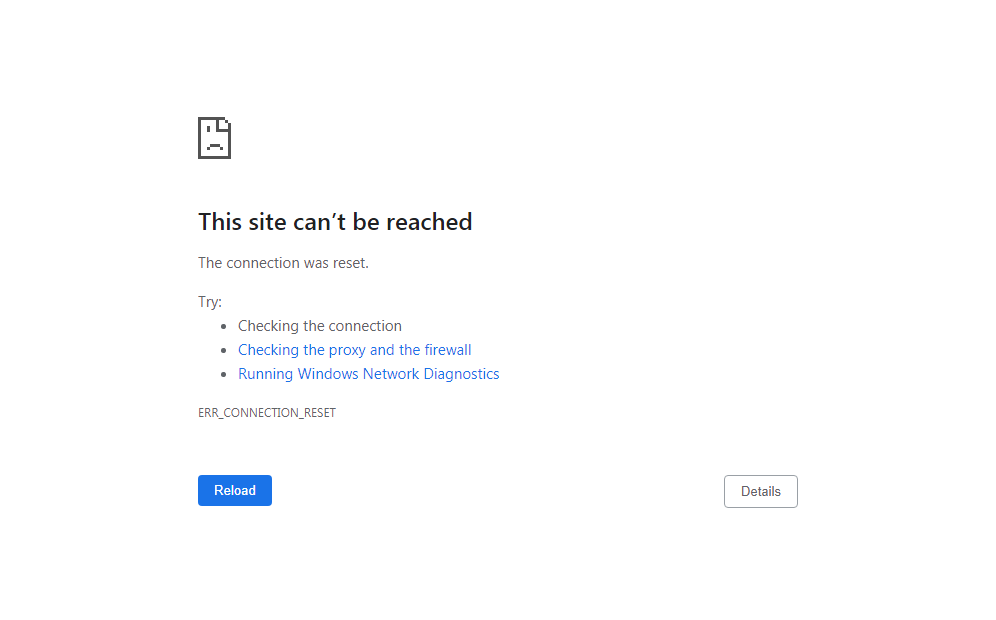 This site can’t be reached
The connection was reset.
Try:
• Checking the connection
• Checking the proxy and the firewall
• Running Windows Network Diagnostics
ERR_CONNECTION_RESET
Reload
Details